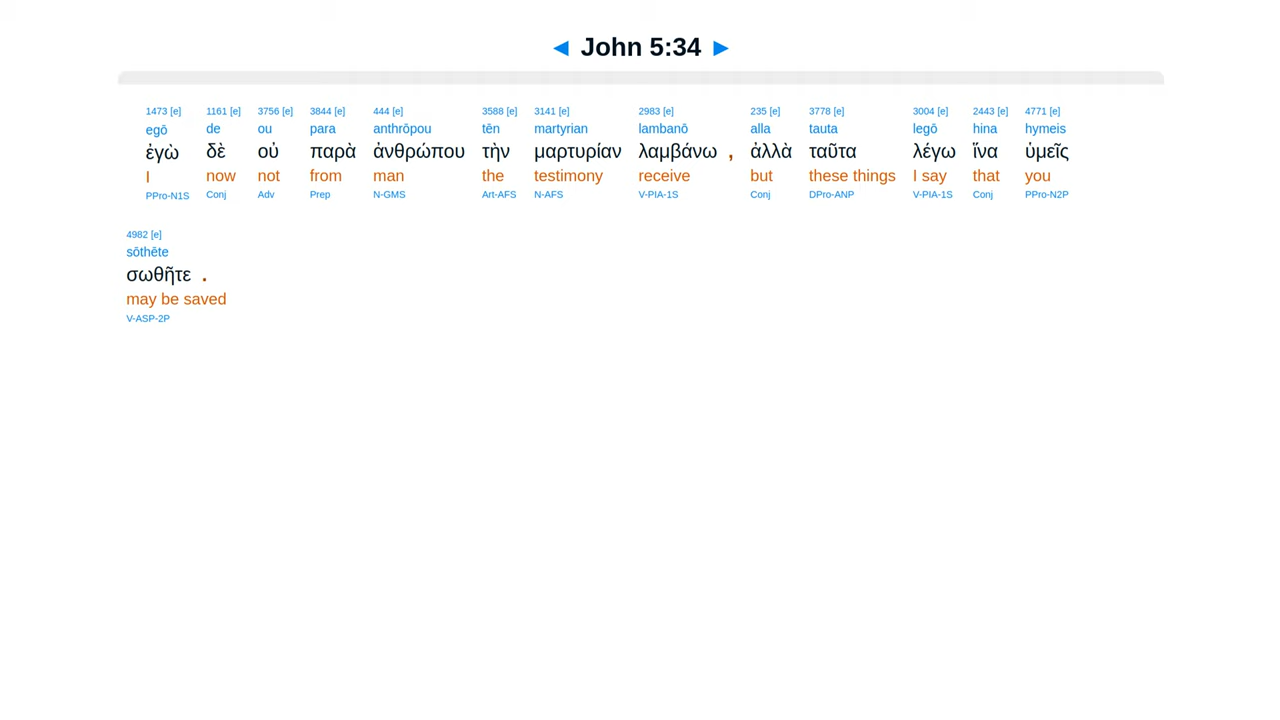 ◄ John 5:34 ►
1473 [e] 1161 [e] 3756 [e] 3844 [e] 444 [e] 3588 [e] 3141 [e] 2983 [e] 235 [e] 3778 [e] 3004 [e] 2443 [e] 4771 [e]
egō de ou para anthrōpou tēn martyrian lambanō alla tauta legō hina hymeis
ἐγὼ δὲ οὐ παρὰ ἀνθρώπου τὴν μαρτυρίαν λαμβάνω , ἀλλὰ ταῦτα λέγω ἵνα ὑμεῖς
I now not from man the testimony receive but these things I say that you
PPro-N1S Conj Adv Prep N-GMS Art-AFS N-AFS V-PIA-1S Conj DPro-ANP V-PIA-1S Conj PPro-N2P
4982 [e]
sōthēte
σωθῆτε .
may be saved
V-ASP-2P